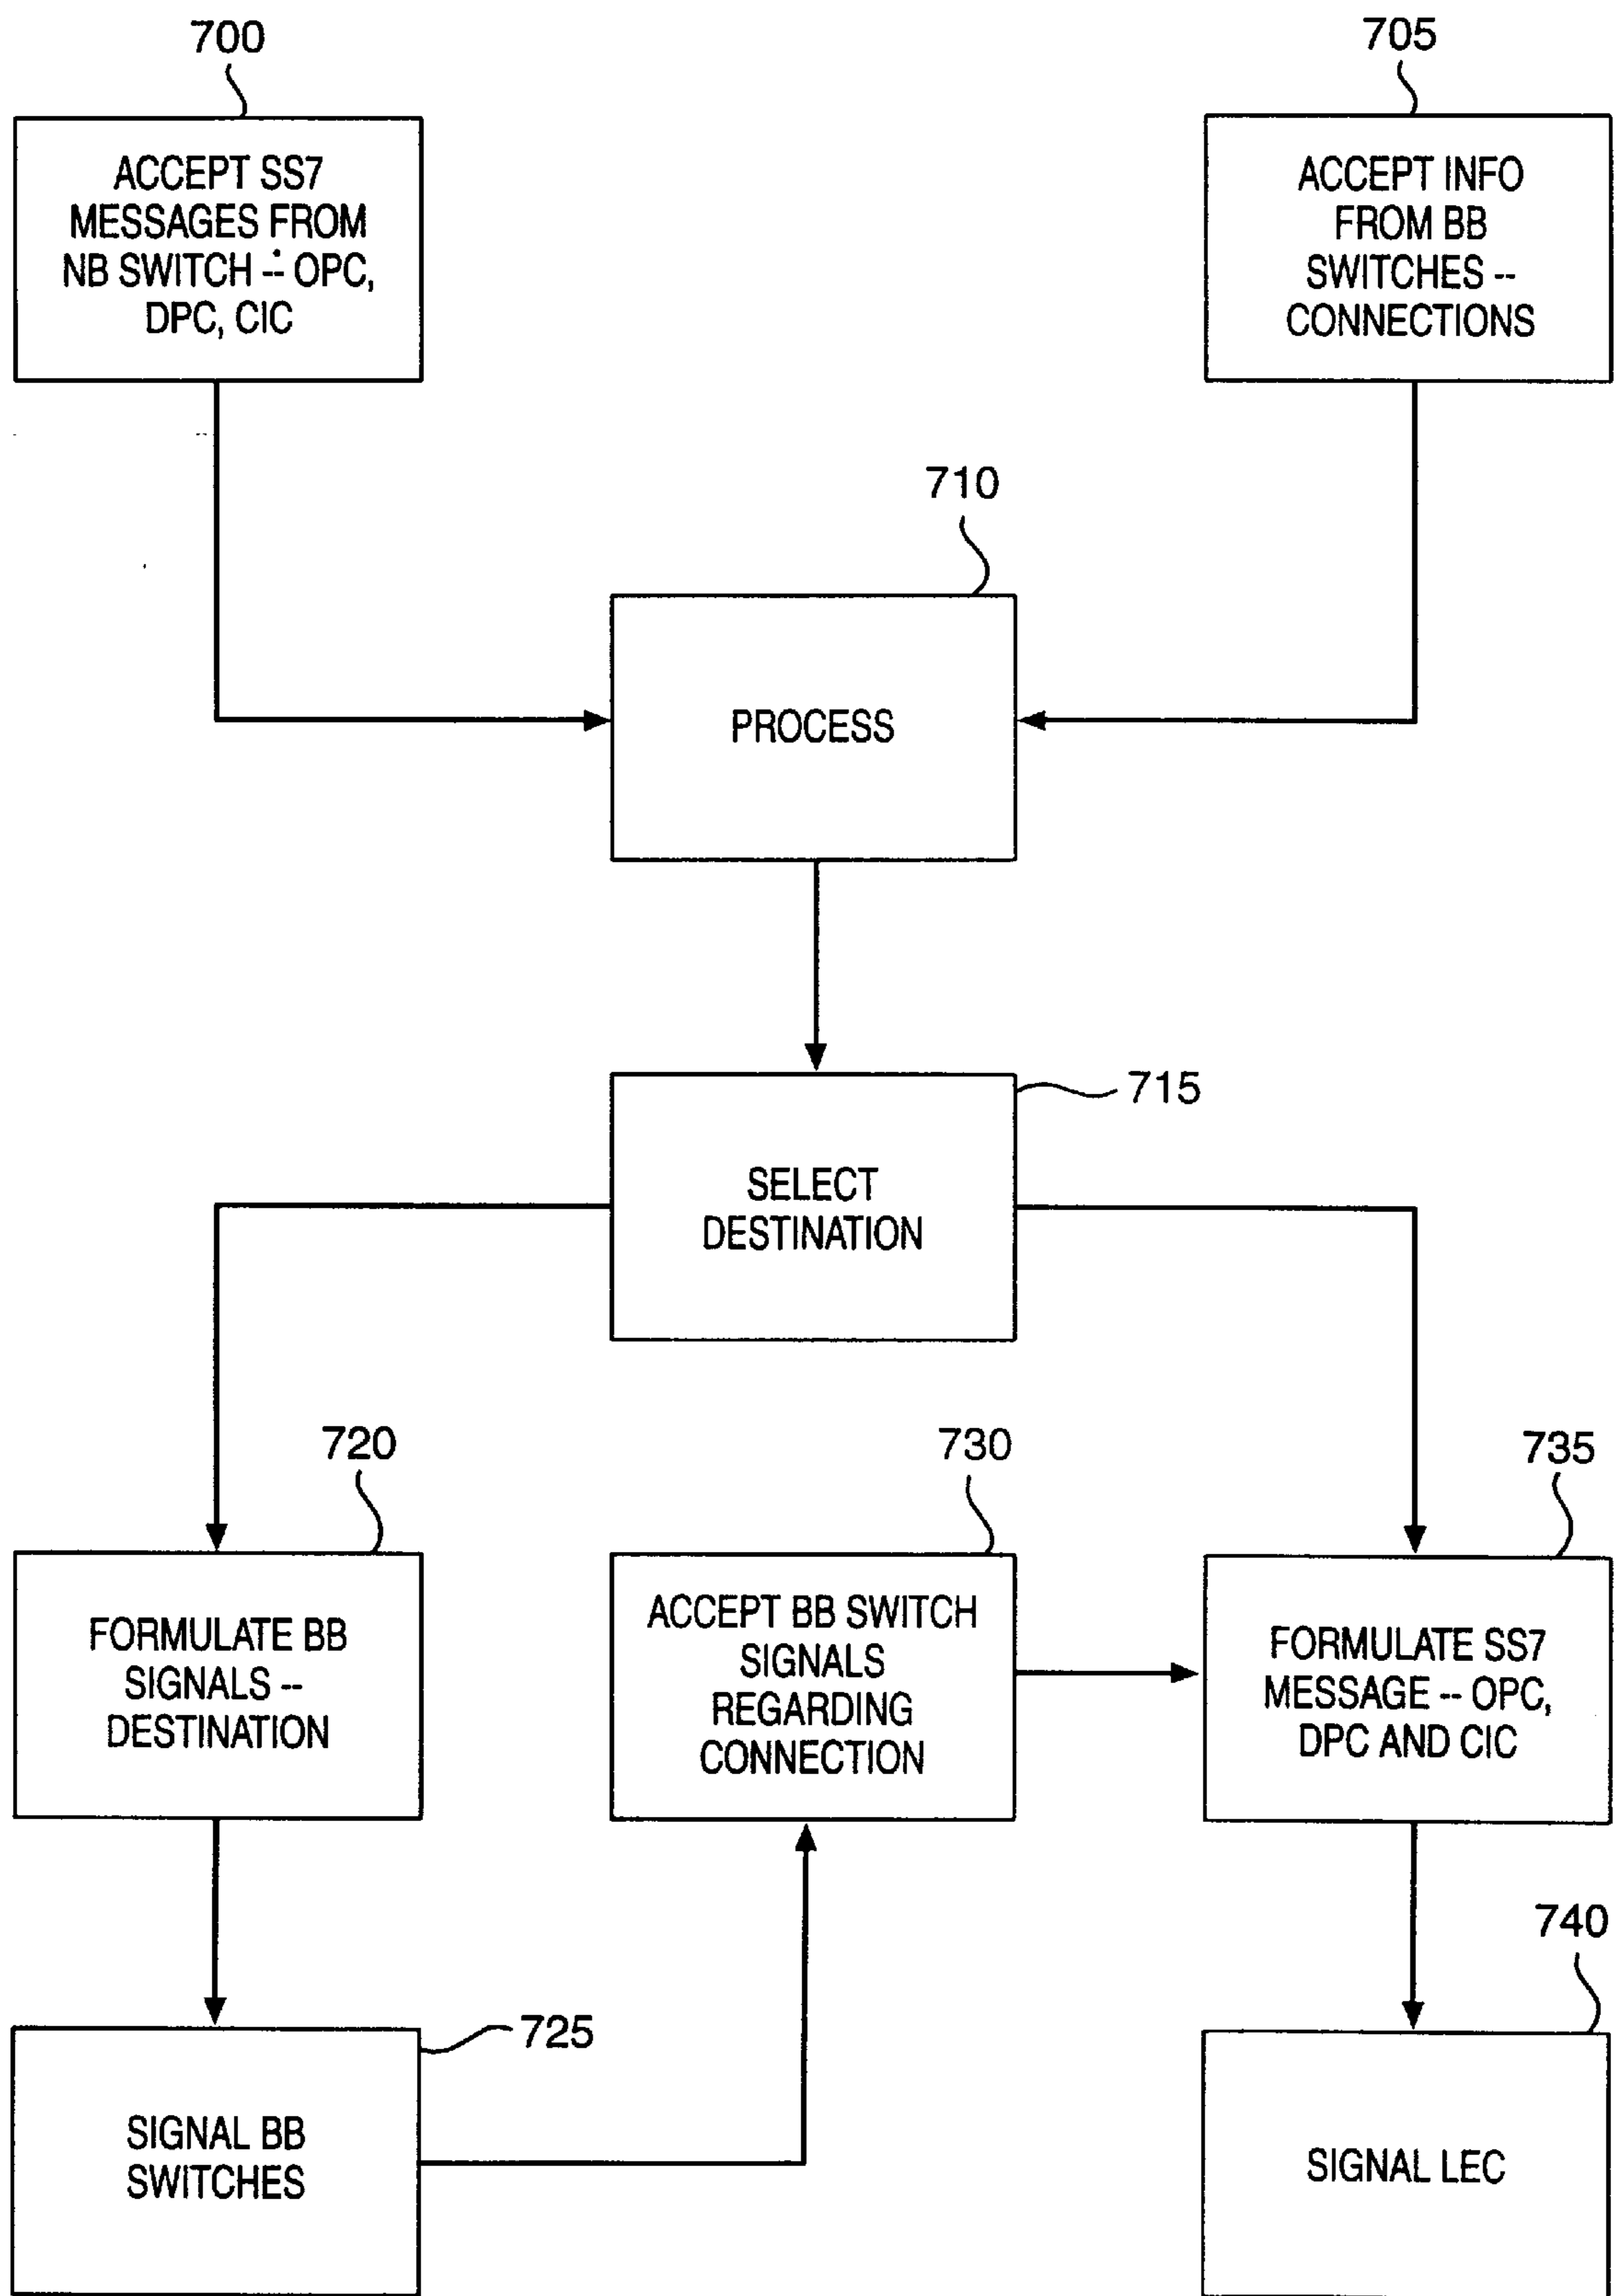 700
705
ACCEPT SS7
MESSAGES FROM
NB SWITCH -- OPC,
DPC, CIC
ACCEPT INFO
FROM BB
SWITCHES --
CONNECTIONS
710
PROCESS
715
SELECT
DESTINATION
720
730
735
FORMULATE BB
SIGNALS --
DESTINATION
ACCEPT BB SWITCH
SIGNALS
REGARDING
CONNECTION
FORMULATE SS7
MESSAGE -- OPC,
DPC AND CIC
740
725
SIGNAL BB
SWITCHES
SIGNAL LEC